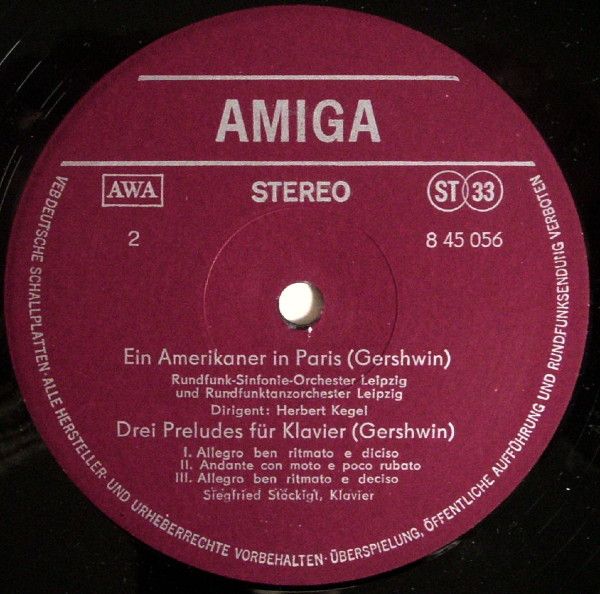 AMIGA
AWA
STEREO
ST 33
2
8 45 056
Ein Amerikaner in Paris (Gershwin)
Rundfunk-Sinfonie-Orchester Leipzig
und Rundfunktanzorchester Leipzig
Dirigent: Herbert Kegel
Drei Preludes für Klavier (Gershwin)
I. Allegro ben ritmato e diciso
II. Andante con moto e poco rubato
III. Allegro ben ritmato e deciso
Siegfried Stöckigt, Klavier
VEB DEUTSCHE SCHALLPLATTEN · ALLE HERSTELLER- UND URHEBERRECHTE VORBEHALTEN · ÜBERSPIELUNG, ÖFFENTLICHE AUFFÜHRUNG UND RUNDFUNKSENDUNG VERBOTEN